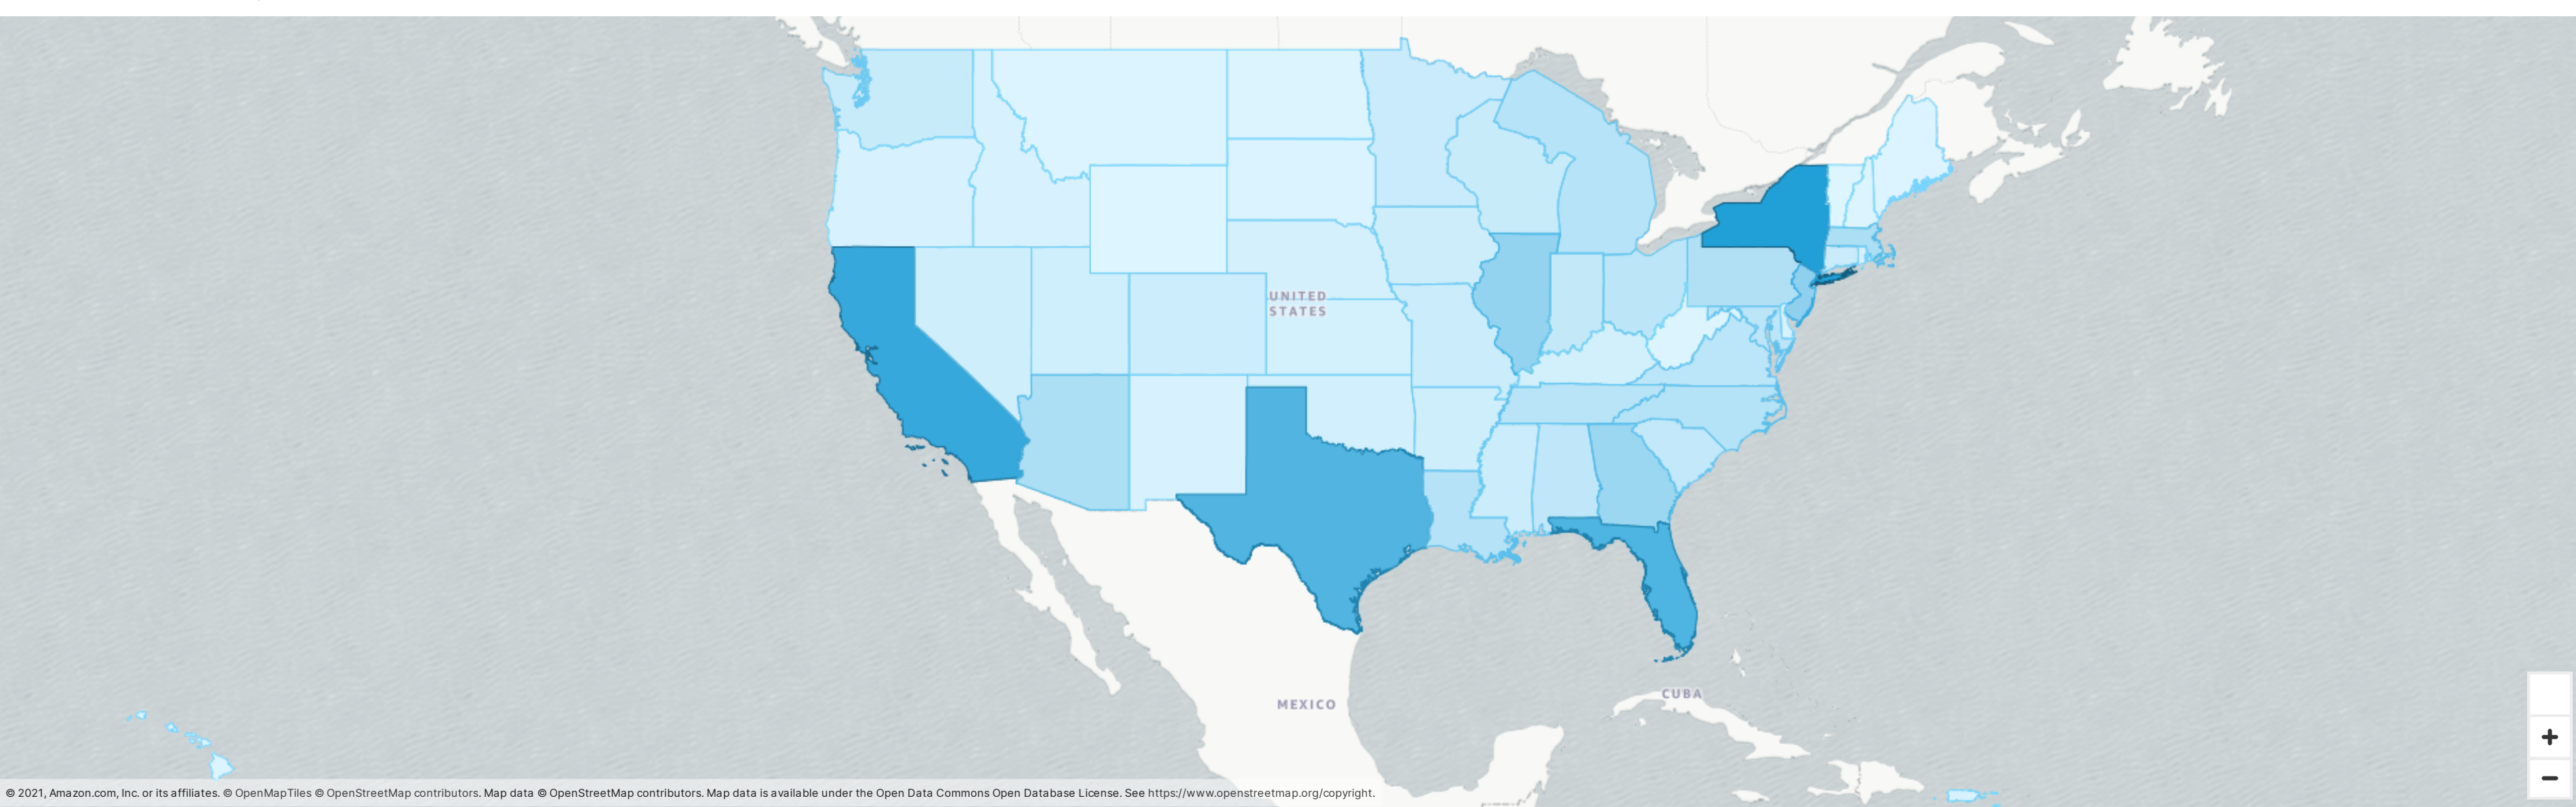 UNITED
STATES
CUBA
MEXICO
© 2021, Amazon.com, Inc. or its affiliates. © OpenMapTiles © OpenStreetMap contributors. Map data © OpenStreetMap contributors. Map data is available under the Open Data Commons Open Database License. See https://www.openstreetmap.org/copyright.